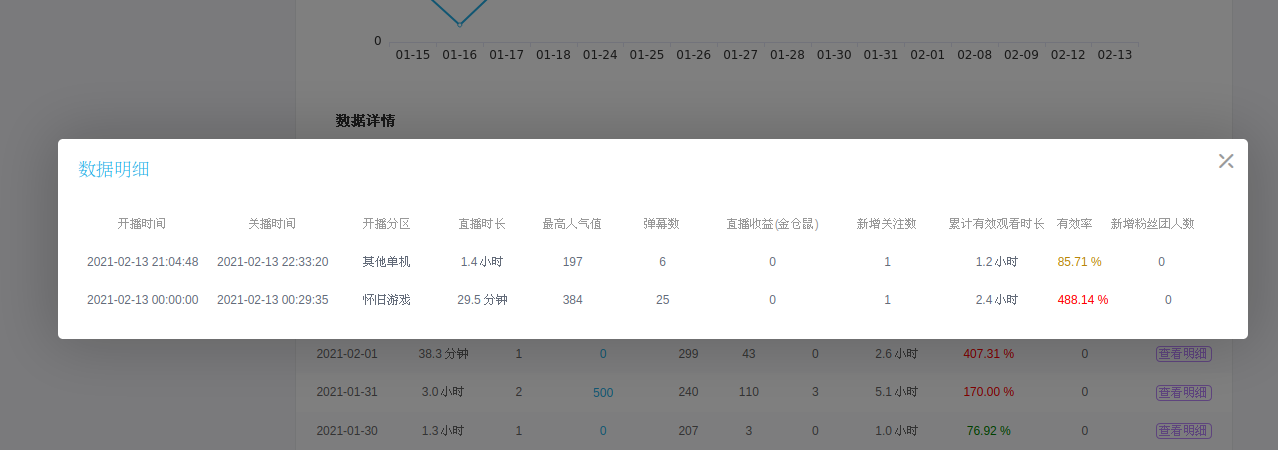 0
01-15 01-16 01-17 01-18 01-24 01-25 01-26 01-27 01-28 01-30 01-31 02-01 02-08 02-09 02-12 02-13
数据详情
数据明细
开播时间 关播时间 开播分区 直播时长 最高人气值 弹幕数 直播收益(金仓鼠) 新增关注数 累计有效观看时长 有效率 新增粉丝团人数
2021-02-13 21:04:48 2021-02-13 22:33:20 其他单机 1.4 小时 197 6 0 1 1.2 小时 85.71 % 0
2021-02-13 00:00:00 2021-02-13 00:29:35 怀旧游戏 29.5 分钟 384 25 0 1 2.4 小时 488.14 % 0
2021-02-01 38.3 分钟 1 0 299 43 0 2.6 小时 407.31 % 0 查看明细
2021-01-31 3.0 小时 2 500 240 110 3 5.1 小时 170.00 % 0 查看明细
2021-01-30 1.3 小时 1 0 207 3 0 1.0 小时 76.92 % 0 查看明细